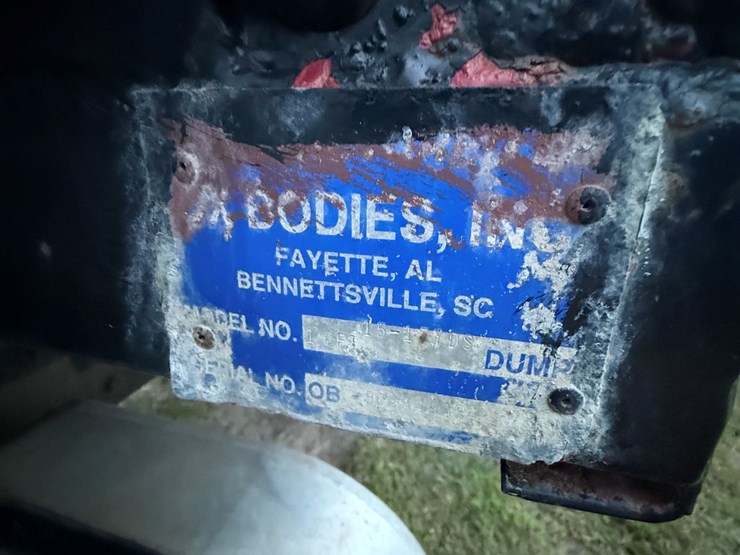 BODIES, INC
FAYETTE, AL
BENNETTSVILLE, SC
MODEL NO.
DUMP
SERIAL NO. OB